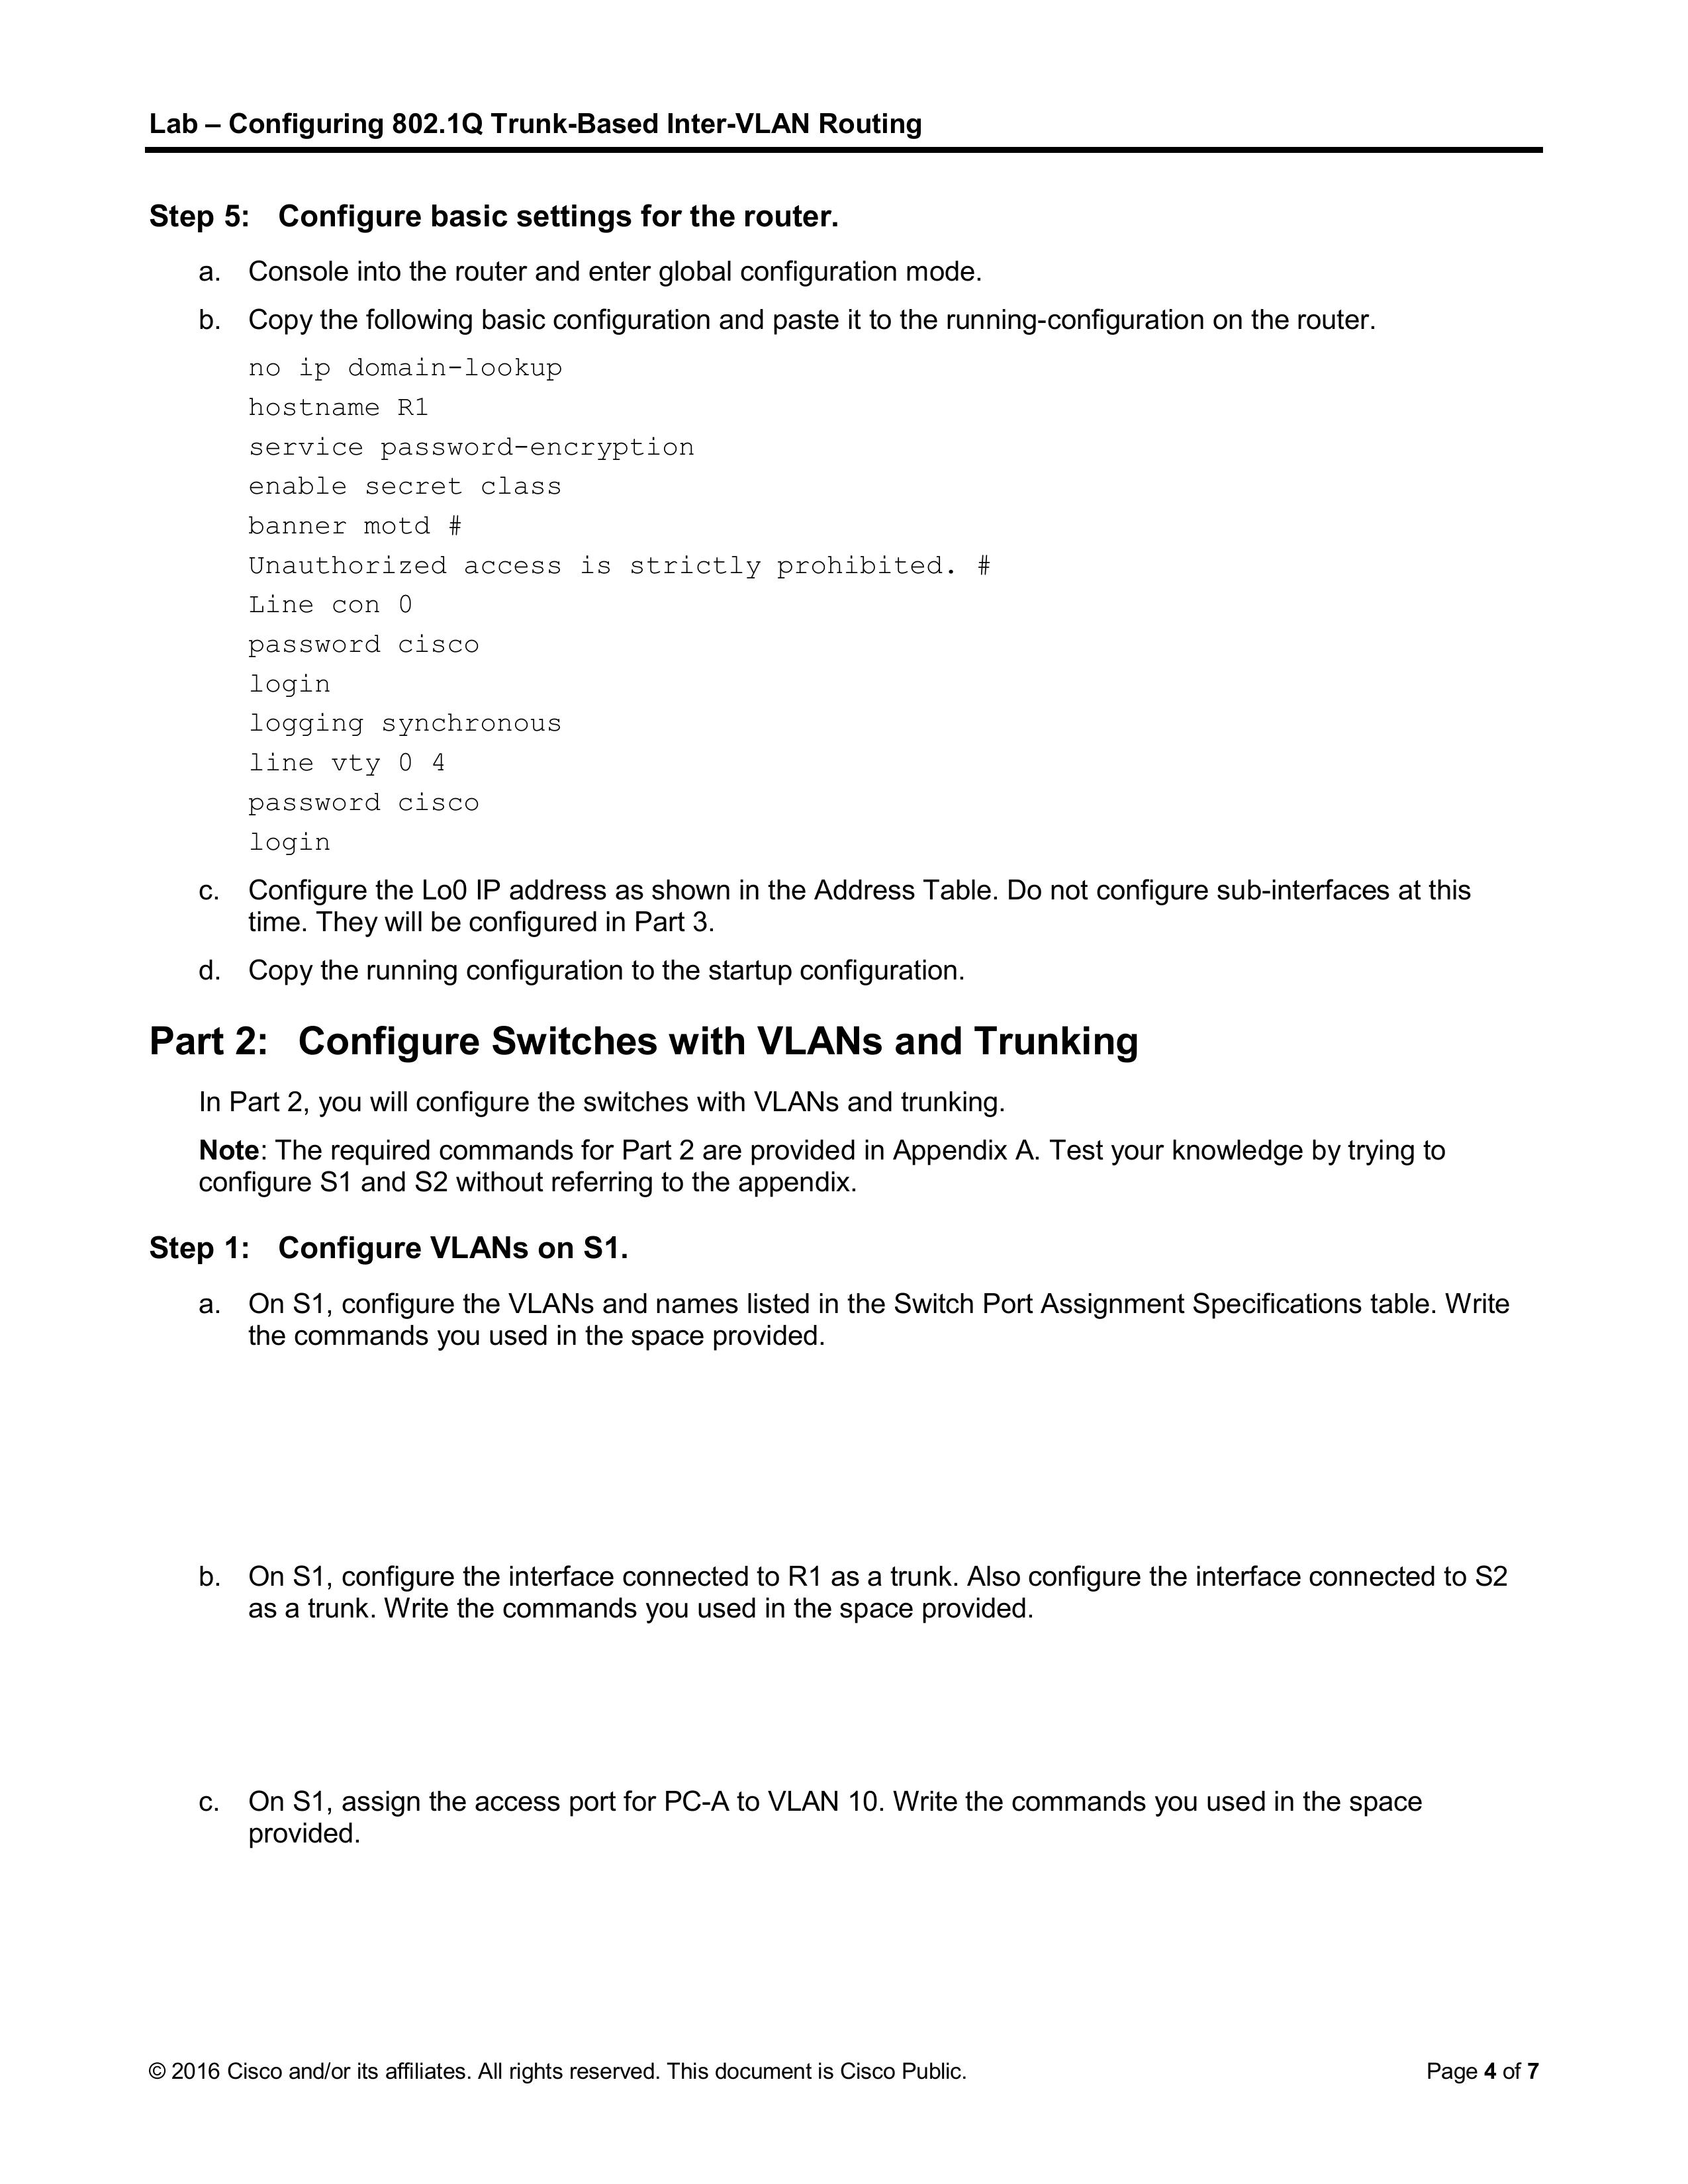 Lab – Configuring 802.1Q Trunk-Based Inter-VLAN Routing
Step 5: Configure basic settings for the router.
a. Console into the router and enter global configuration mode.
b. Copy the following basic configuration and paste it to the running-configuration on the router.
no ip domain-lookup
hostname R1
service password-encryption
enable secret class
banner motd #
Unauthorized access is strictly prohibited. #
Line con 0
password cisco
login
logging synchronous
line vty 0 4
password cisco
login
c. Configure the Lo0 IP address as shown in the Address Table. Do not configure sub-interfaces at this
time. They will be configured in Part 3.
d. Copy the running configuration to the startup configuration.
Part 2: Configure Switches with VLANs and Trunking
In Part 2, you will configure the switches with VLANs and trunking.
Note: The required commands for Part 2 are provided in Appendix A. Test your knowledge by trying to
configure S1 and S2 without referring to the appendix.
Step 1: Configure VLANs on S1.
a. On S1, configure the VLANs and names listed in the Switch Port Assignment Specifications table. Write
the commands you used in the space provided.
b. On S1, configure the interface connected to R1 as a trunk. Also configure the interface connected to S2
as a trunk. Write the commands you used in the space provided.
c. On S1, assign the access port for PC-A to VLAN 10. Write the commands you used in the space
provided.
© 2016 Cisco and/or its affiliates. All rights reserved. This document is Cisco Public. Page 4 of 7